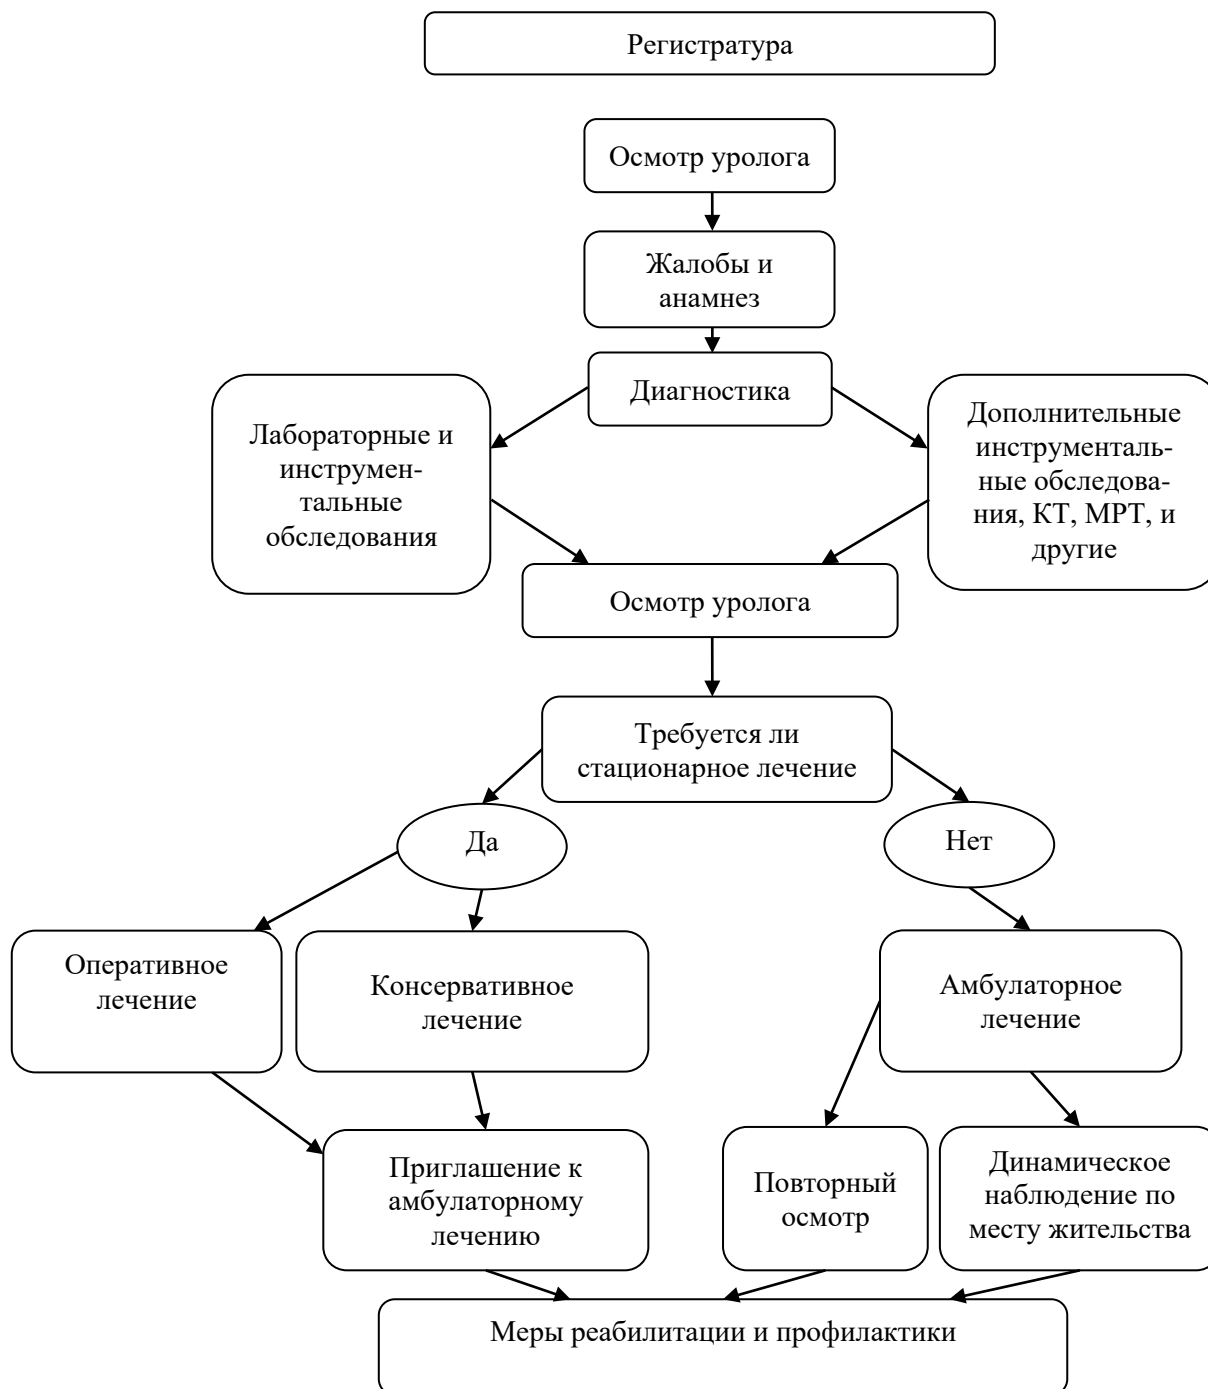 Регистратура
Осмотр уролога
Жалобы и
анамнез
Диагностика
Лабораторные и
инструмен-
тальные
обследования
Дополнительные
инструменталь-
ные обследова-
ния, КТ, МРТ, и
другие
Осмотр уролога
Требуется ли
стационарное лечение
Да
Нет
Оперативное
лечение
Консервативное
лечение
Амбулаторное
лечение
Приглашение к
амбулаторному
лечению
Повторный
осмотр
Динамическое
наблюдение по
месту жительства
Меры реабилитации и профилактики